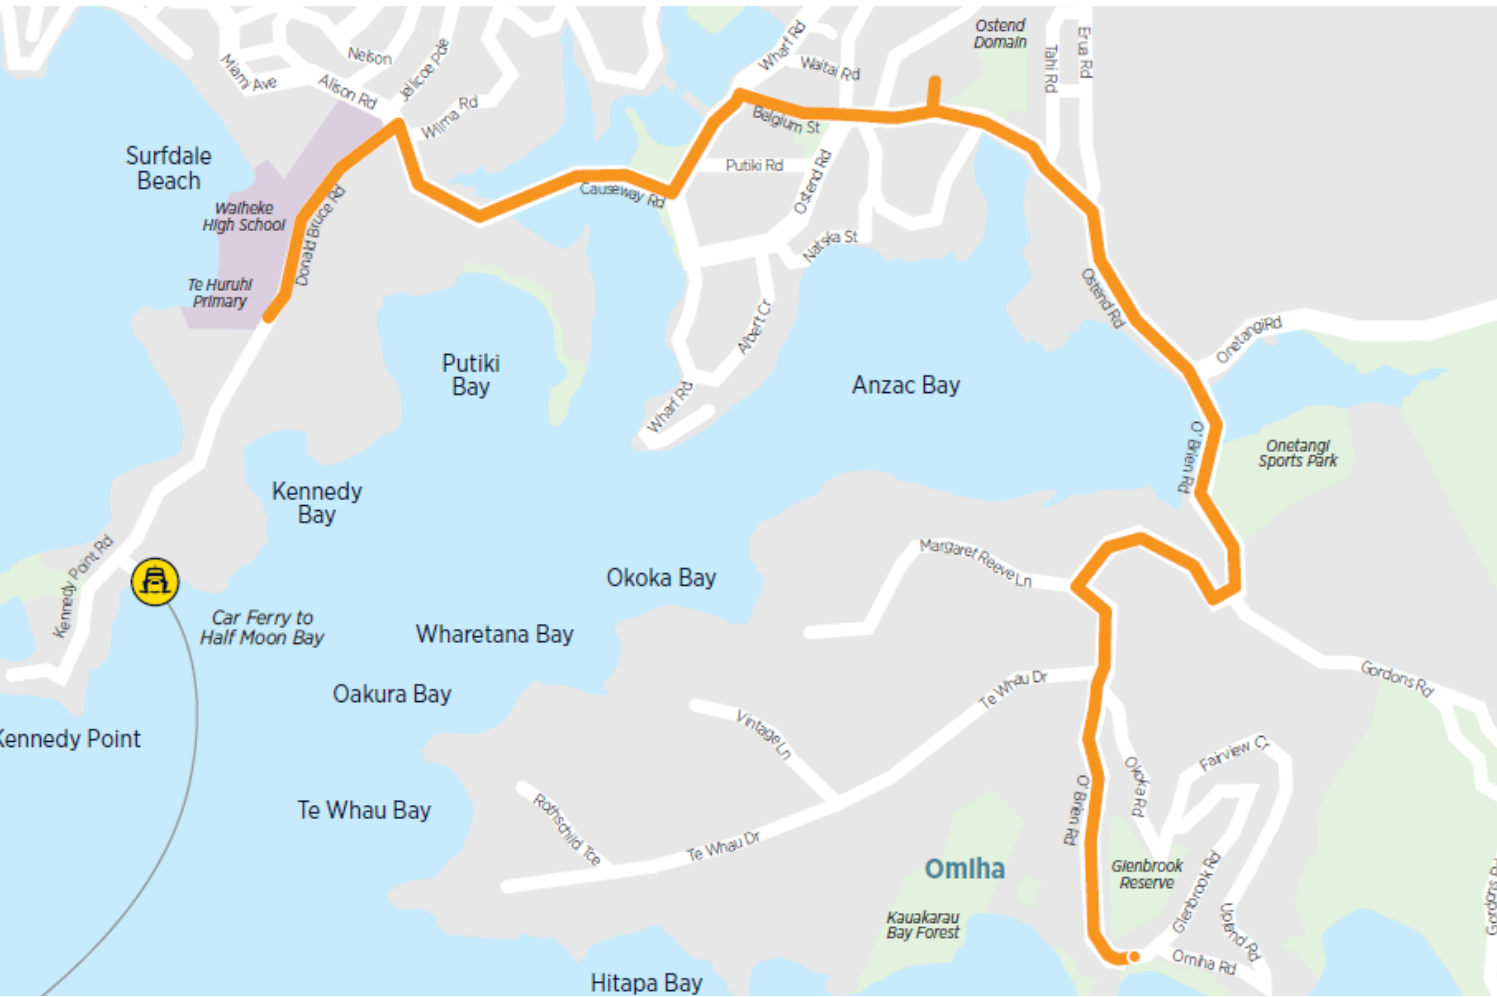 Ostend
Domain
Erua Rd
Tahi Rd
Wharf Rd
Waitai Rd
Nelson
Jellicoe Pde
Miami Ave
Alison Rd
Wilma Rd
Belgium St
Surfdale
Beach
Putiki Rd
Ostend Rd
Causeway Rd
Waiheke
High School
Donald Bruce Rd
Natska St
Te Huruhi
Primary
Ostend Rd
Albert Cr
Onetangi Rd
Putiki
Bay
Anzac Bay
Wharf Rd
O'Brien Rd
Onetangi
Sports Park
Kennedy
Bay
Kennedy Point Rd
Margaret Reeve Ln
Okoka Bay
Car Ferry to
Half Moon Bay
Wharetana Bay
Te Whau Dr
Gordons Rd
Oakura Bay
Vintage Ln
Kennedy Point
Fairview Cr
Okoka Rd
Te Whau Bay
O'Brien Rd
Rothschild Tce
Te Whau Dr
Omiha
Glenbrook
Reserve
Glenbrook Rd
Gordons Rd
Kauakarau
Bay Forest
Upland Rd
Omiha Rd
Hitapa Bay